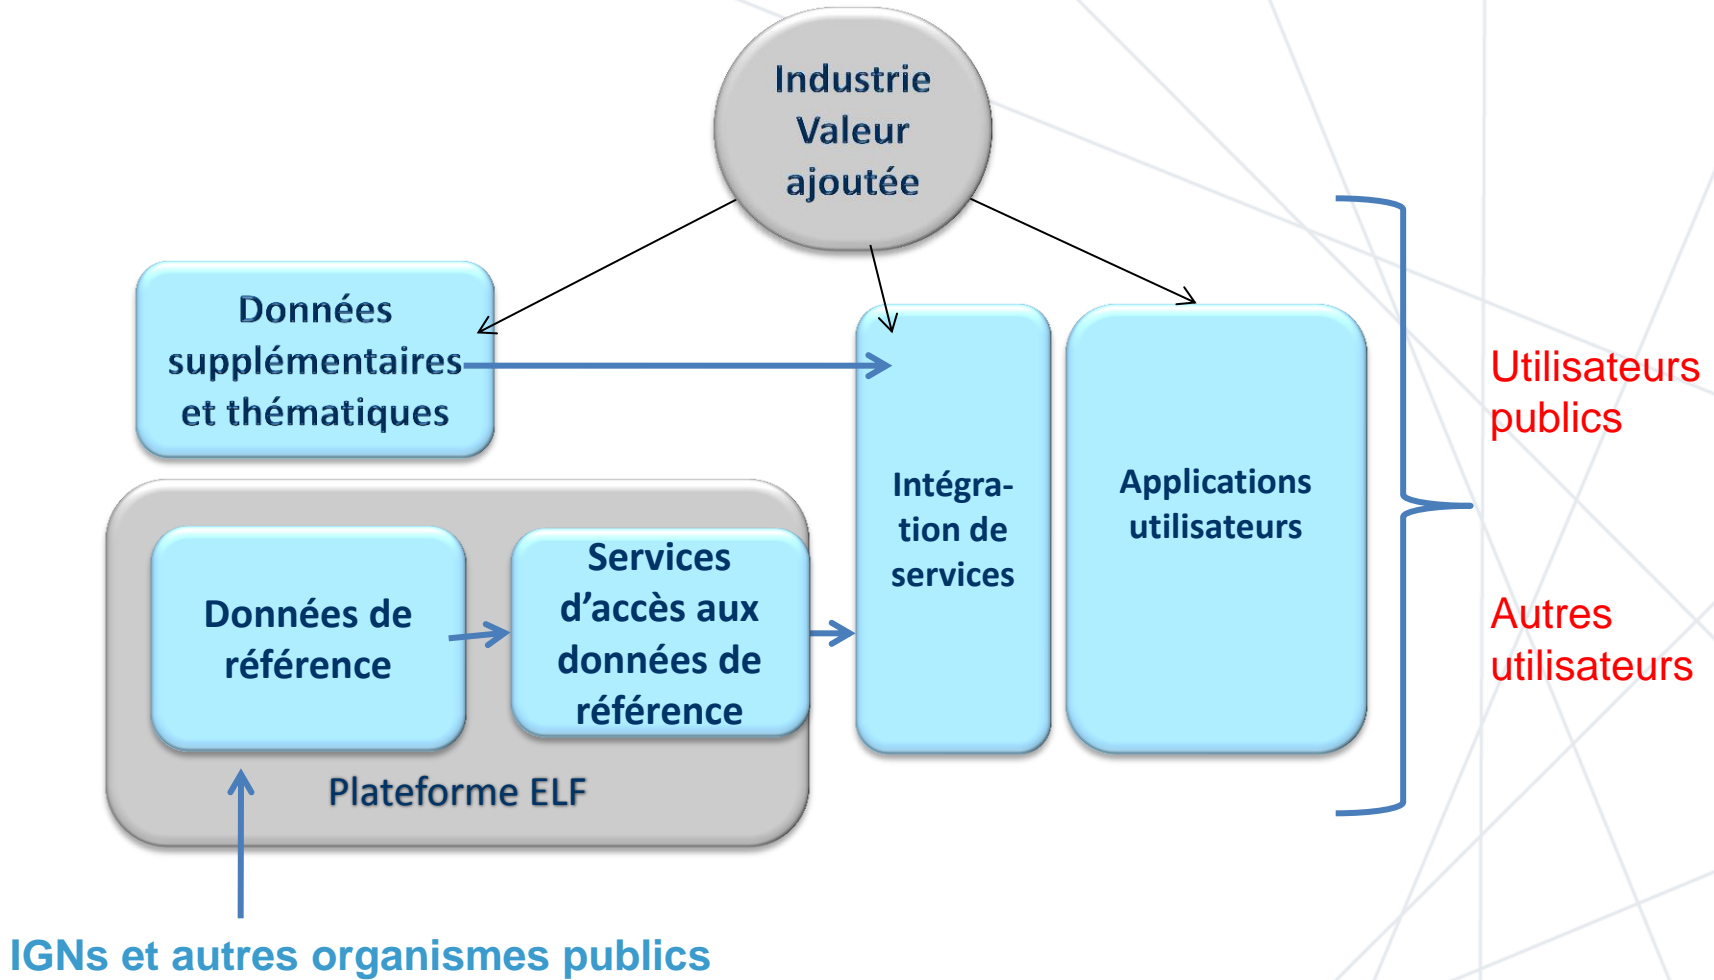 Industrie
Valeur
ajoutée
Données
supplémentaires
et thématiques
Intégra-
tion de
services
Applications
utilisateurs
Utilisateurs
publics
Autres
utilisateurs
Données de
référence
Services
d’accès aux
données de
référence
Plateforme ELF
IGNs et autres organismes publics